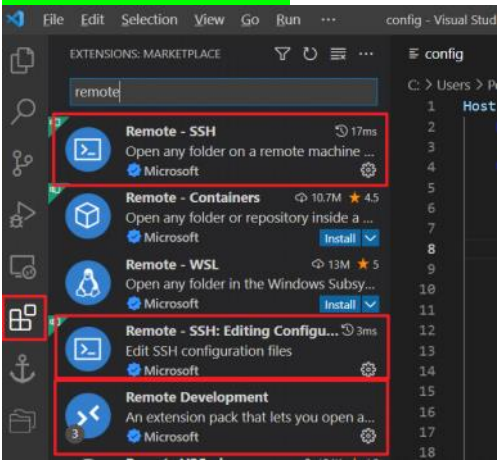 File Edit Selection View Go Run ··· config - Visual Stud
EXTENSIONS: MARKETPLACE ··· config
remote
C: > Users >
1 Host
2
Remote - SSH 17ms
3
Open any folder on a remote machine ...
4
Microsoft
5
Remote - Containers 10.7M ★ 4.5
6
Open any folder or repository inside a ...
7
Microsoft Install
8
Remote - WSL 13M ★ 5
9
Open any folder in the Windows Subsy...
10
Microsoft Install
11
Remote - SSH: Editing Configu... 3ms
12
Edit SSH configuration files
13
Microsoft
14
Remote Development
15
An extension pack that lets you open a...
16
3 Microsoft
17
18